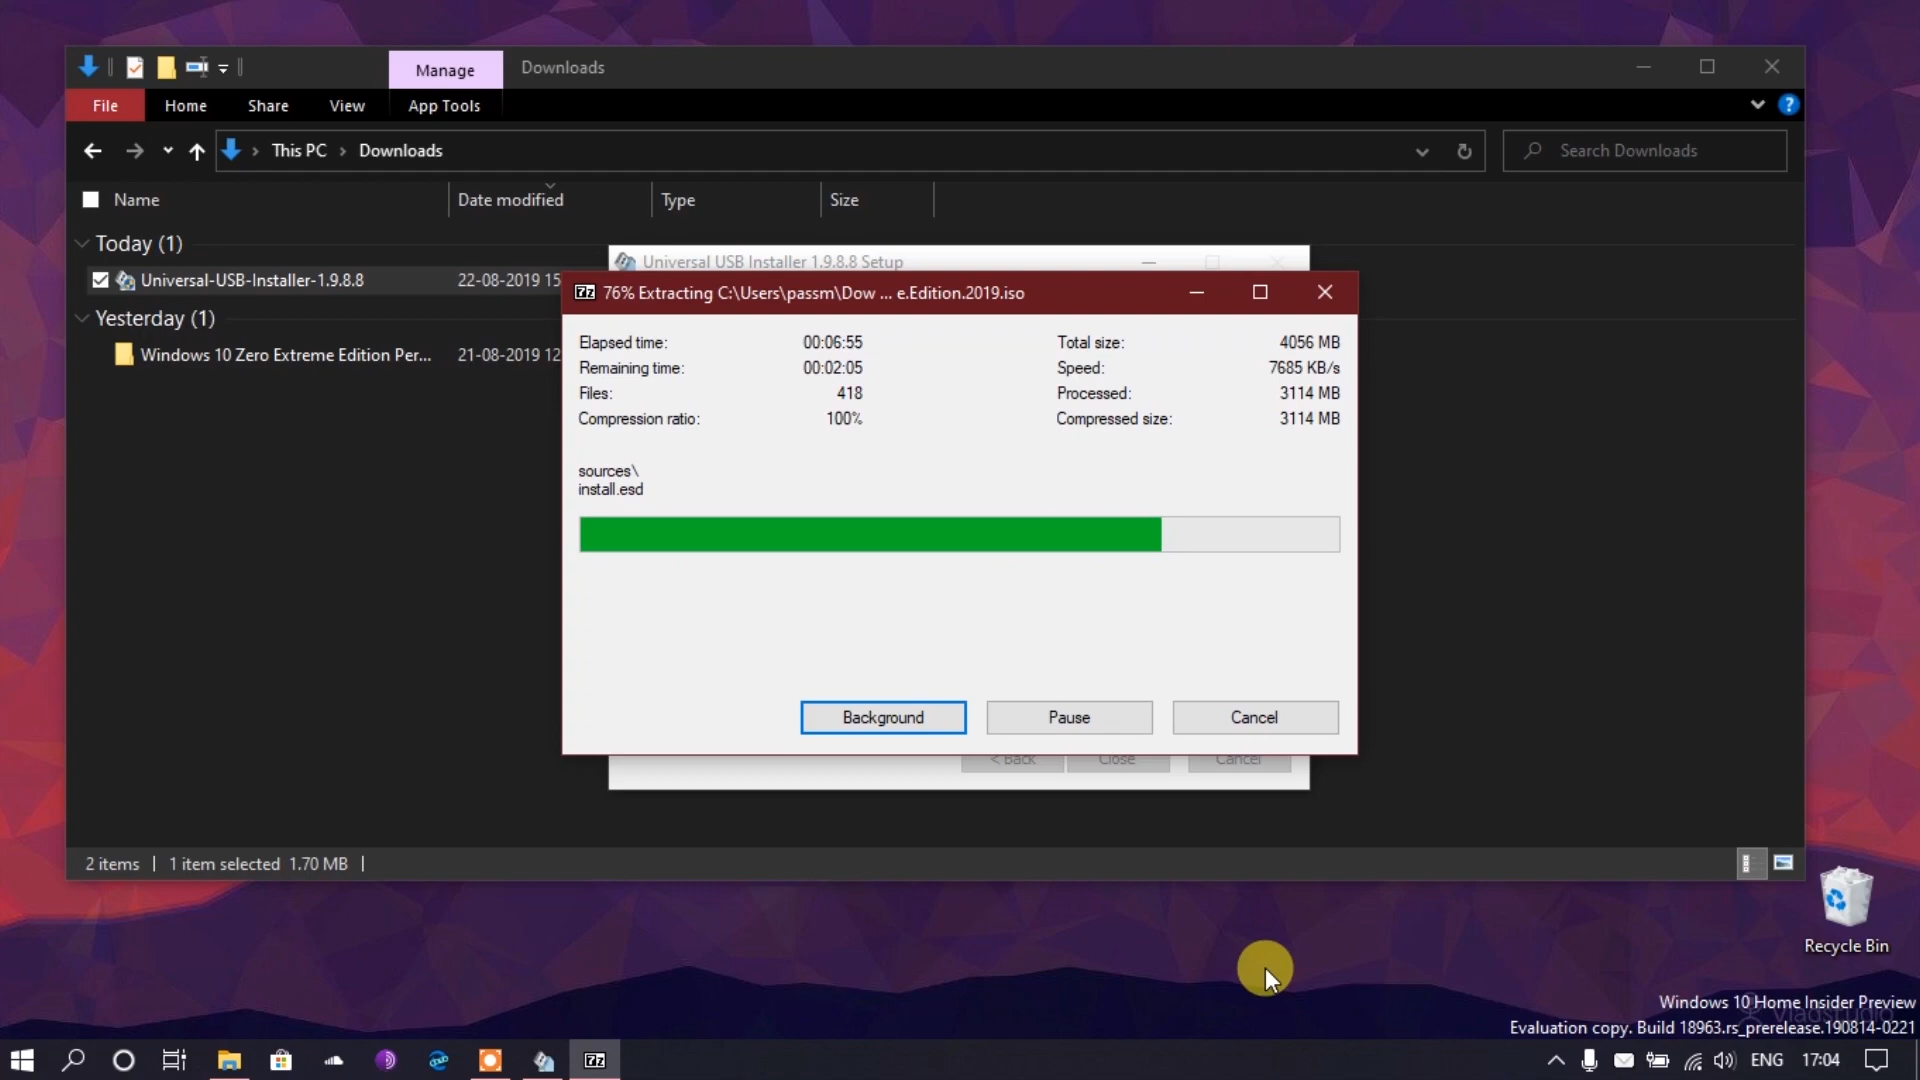 Manage
Downloads
File
Home
Share
View
App Tools
?
This PC
Downloads
Search Downloads
Name
Date modified
Type
Size
Today (1)
Universal-USB-Installer-1.9.8.8
22-08-2019 15
Yesterday (1)
Windows 10 Zero Extreme Edition Per...
21-08-2019 12
Universal USB Installer 1.9.8.8 Setup
7z 76% Extracting C:\Users\passm\Dow ... e.Edition.2019.iso
Elapsed time: 00:06:55
Total size: 4056 MB
Remaining time: 00:02:05
Speed: 7685 KB/s
Files: 418
Processed: 3114 MB
Compression ratio: 100%
Compressed size: 3114 MB
sources\
install.esd
Background
Pause
Cancel
< Back
Close
Cancel
2 items
1 item selected 1.70 MB
Recycle Bin
Windows 10 Home Insider Preview
Vladstudio
Evaluation copy. Build 18963.rs_prerelease.190814-0221
7z
ENG
17:04